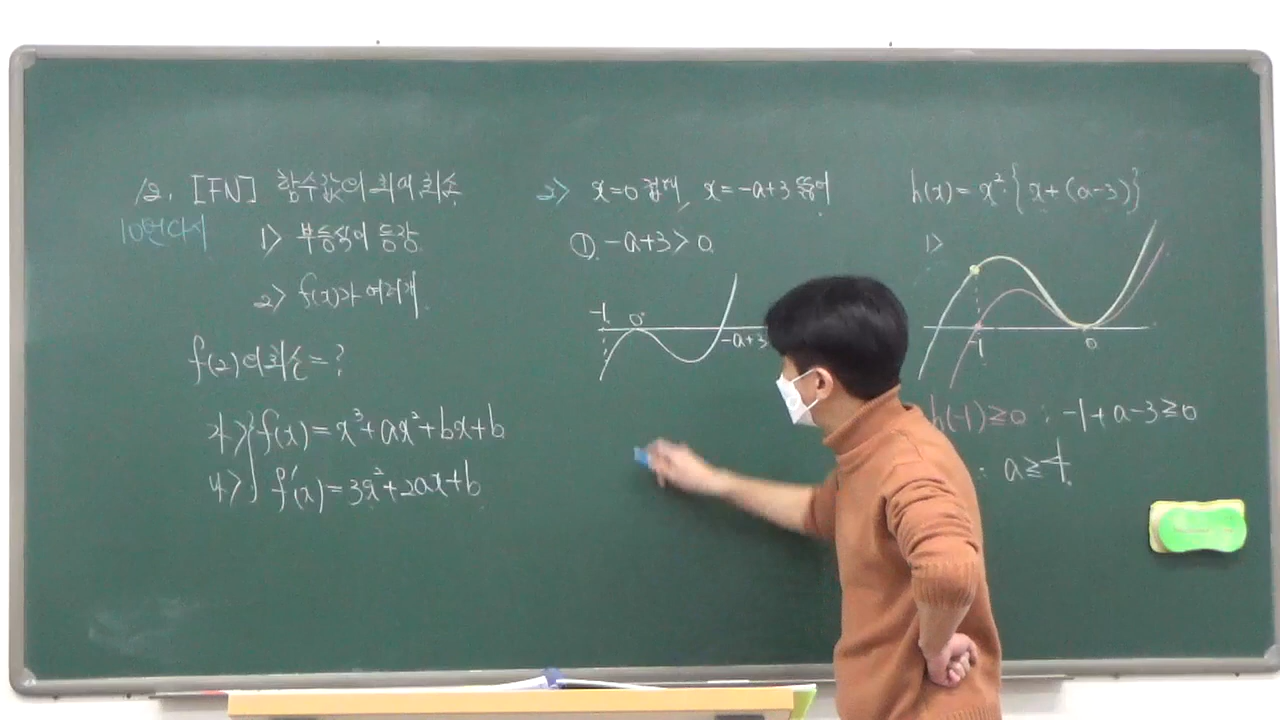 12. [FN] 함수값의 최대, 최소
10번 다시
1> 부등식이 등장.
2> f(x)가 여러개.
f(2)의 최소=?
가> f(x)=x³+ax²+bx+b
나> f'(x)=3x²+2ax+b
2> x=0 접해, x=-a+3 뚫어
①. -a+3>0.
-1 0 -a+3
h(x)=x²·{x+(a-3)}
1>
-1 0
h(-1)≥0 : -1+a-3≥0
∴ a≥4.